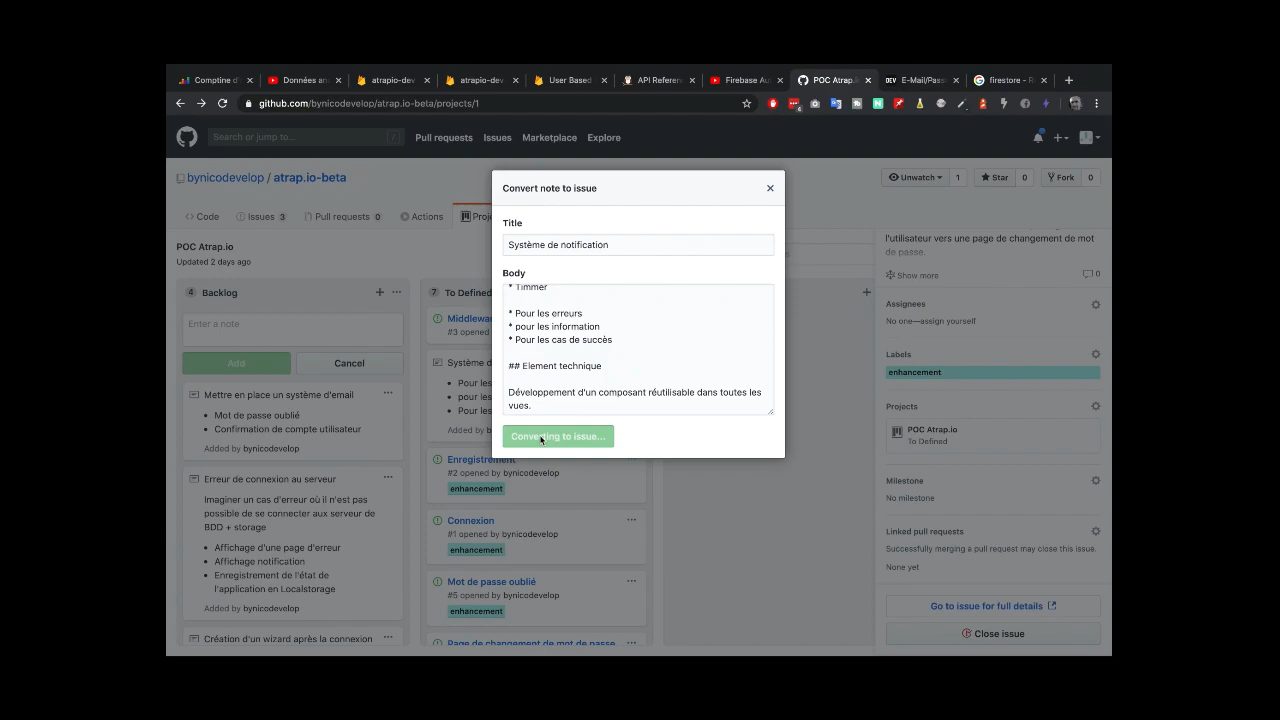 Comptine d'
Données an
atrapio-dev
atrapio-dev
User Based
API Referen
Firebase Au
POC Atrap.i
E-Mail/Pass
firestore - R
github.com/bynicodevelop/atrap.io-beta/projects/1
Search or jump to...
/
Pull requests
Issues
Marketplace
Explore
bynicodevelop / atrap.io-beta
Unwatch
1
Star
0
Fork
0
Code
Issues 3
Pull requests 0
Actions
Proj
POC Atrap.io
Updated 2 days ago
4 Backlog
Enter a note
Add
Cancel
Mettre en place un système d'email
Mot de passe oublié
Confirmation de compte utilisateur
Added by bynicodevelop
Erreur de connexion au serveur
Imaginer un cas d'erreur où il n'est pas
possible de se connecter aux serveur de
BDD + storage
Affichage d'une page d'erreur
Affichage notification
Enregistrement de l'état de
l'application en Localstorage
Added by bynicodevelop
Création d'un wizard après la connexion
7 To Defined
Middlewa
#3 opened
Système d
Pour les
pour les
Pour les
Added by b
Enregistrement
#2 opened by bynicodevelop
enhancement
Connexion
#1 opened by bynicodevelop
enhancement
Mot de passe oublié
#5 opened by bynicodevelop
enhancement
Page de changement de mot de passe
Convert note to issue
Title
Système de notification
Body
* Timmer
* Pour les erreurs
* pour les information
* Pour les cas de succès
## Element technique
Développement d'un composant réutilisable dans toutes les
vues.
Converting to issue...
l'utilisateur vers une page de changement de mot
de passe.
Show more
0
Assignees
No one—assign yourself
Labels
enhancement
Projects
POC Atrap.io
To Defined
Milestone
No milestone
Linked pull requests
Successfully merging a pull request may close this issue.
None yet
Go to issue for full details
Close issue